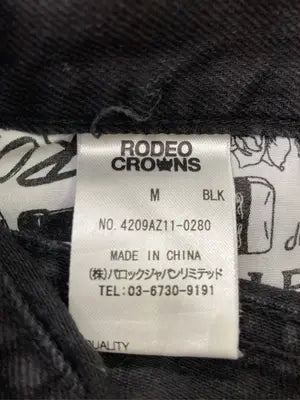 RODEO
CROWNS
M BLK
NO. 4209AZ11-0280
MADE IN CHINA
(株)バロックジャパンリミテッド
TEL: 03-6730-9191
QUALITY